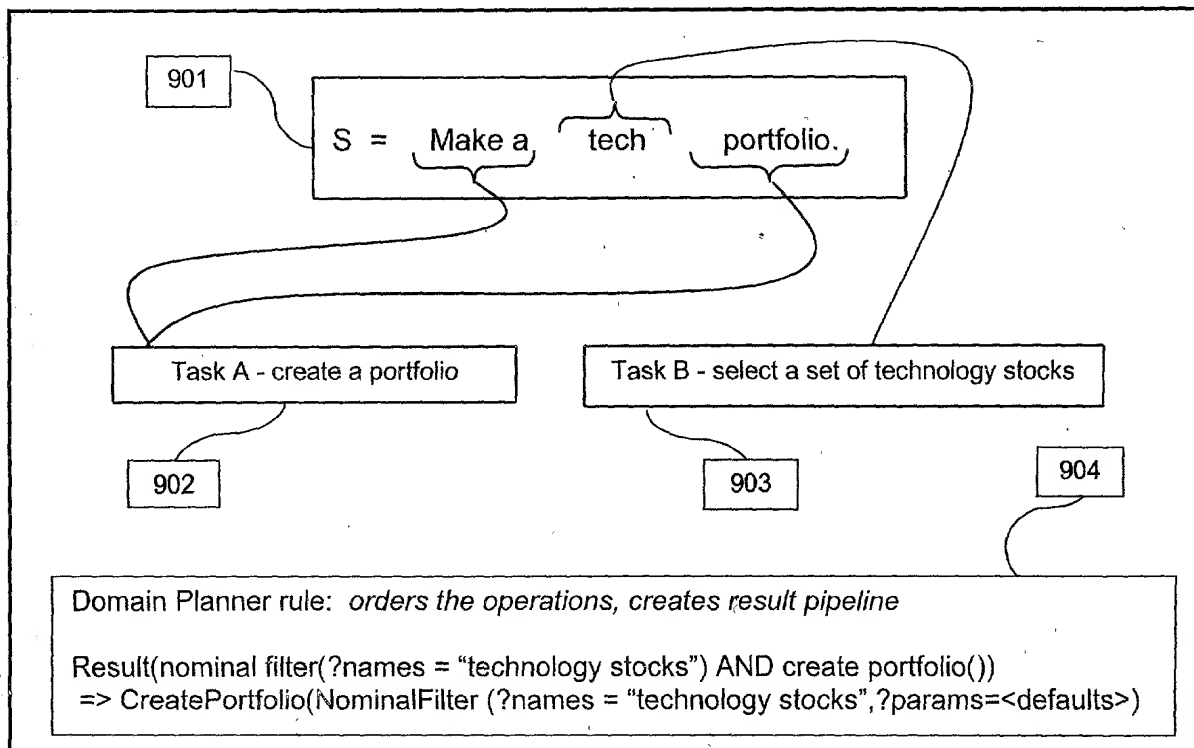 901
S = Make a tech portfolio.
Task A - create a portfolio
Task B - select a set of technology stocks
902
903
904
Domain Planner rule: orders the operations, creates result pipeline
Result(nominal filter(?names = “technology stocks”) AND create portfolio())
=> CreatePortfolio(NominalFilter (?names = “technology stocks”,?params=<defaults>)